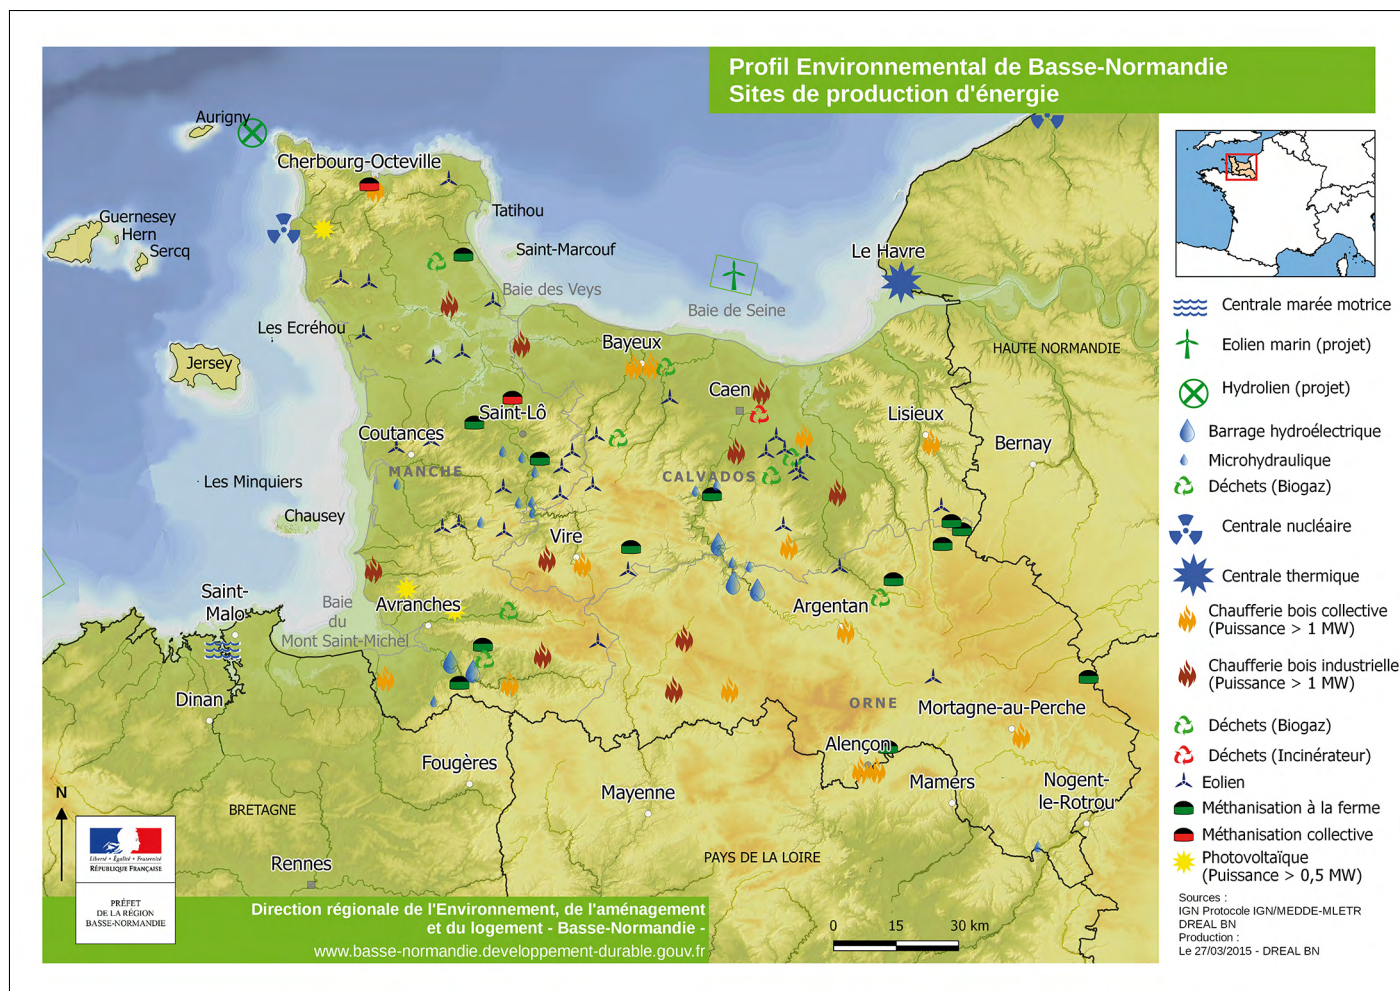 Profil Environnemental de Basse-Normandie
Sites de production d'énergie
Aurigny
Cherbourg-Octeville
Guernesey
Hern
Sercq
Tatihou
Saint-Marcouf
Le Havre
Baie des Veys
Baie de Seine
Les Ecréhou
Bayeux
HAUTE NORMANDIE
Jersey
Caen
Saint-Lô
Lisieux
Coutances
Bernay
MANCHE
CALVADOS
Les Minquiers
Chausey
Vire
Saint-
Malo
Baie
du
Mont Saint-Michel
Avranches
Argentan
Dinan
ORNE
Mortagne-au-Perche
Alençon
Fougères
Mamers
Nogent-
le-Rotrou
Mayenne
BRETAGNE
PAYS DE LA LOIRE
Rennes
N
Liberté • Égalité • Fraternité
RÉPUBLIQUE FRANÇAISE
PRÉFET
DE LA RÉGION
BASSE-NORMANDIE
Direction régionale de l'Environnement, de l'aménagement
et du logement - Basse-Normandie -
www.basse-normandie.developpement-durable.gouv.fr
0 15 30 km
Centrale marée motrice
Eolien marin (projet)
Hydrolien (projet)
Barrage hydroélectrique
Microhydraulique
Déchets (Biogaz)
Centrale nucléaire
Centrale thermique
Chaufferie bois collective
(Puissance > 1 MW)
Chaufferie bois industrielle
(Puissance > 1 MW)
Déchets (Biogaz)
Déchets (Incinérateur)
Eolien
Méthanisation à la ferme
Méthanisation collective
Photovoltaïque
(Puissance > 0,5 MW)
Sources :
IGN Protocole IGN/MEDDE-MLETR
DREAL BN
Production :
Le 27/03/2015 - DREAL BN